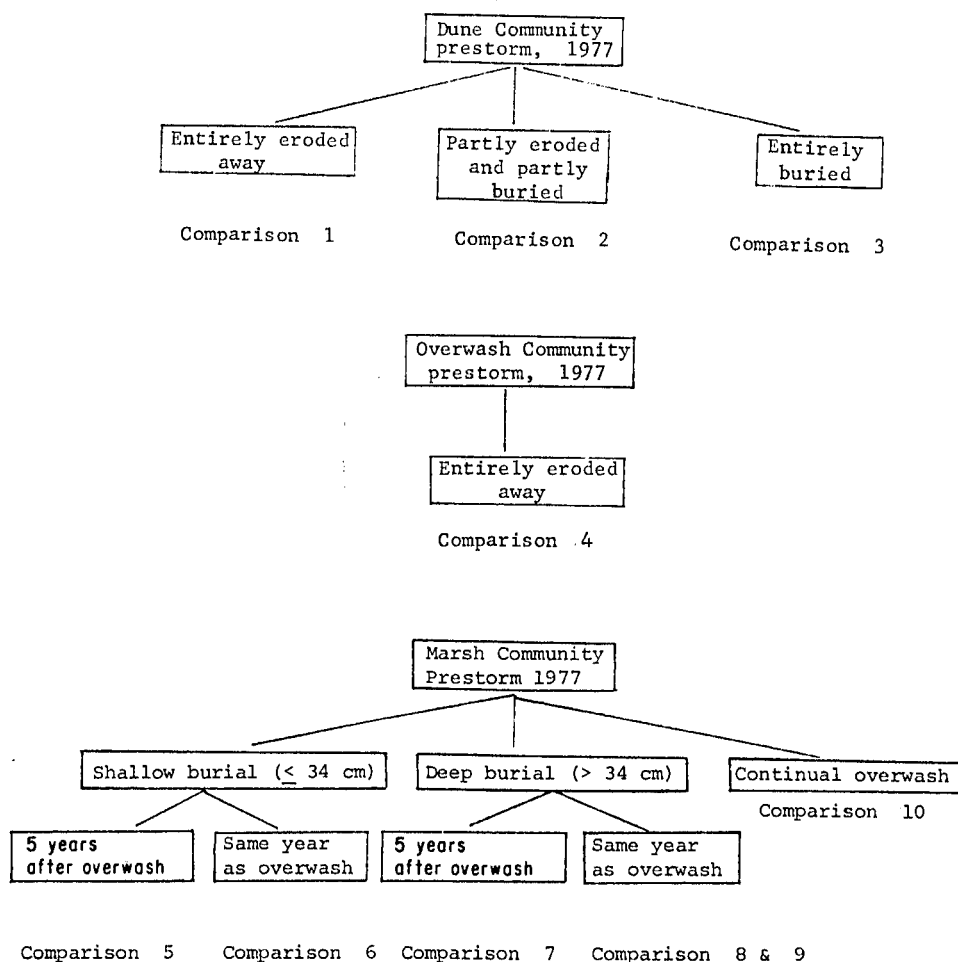 Dune Community
prestorm, 1977
Entirely eroded
away
Partly eroded
and partly
buried
Entirely
buried
Comparison 1
Comparison 2
Comparison 3
Overwash Community
prestorm, 1977
Entirely eroded
away
Comparison 4
Marsh Community
Prestorm 1977
Shallow burial (≤ 34 cm)
Deep burial (> 34 cm)
Continual overwash
Comparison 10
5 years
after overwash
Same year
as overwash
5 years
after overwash
Same year
as overwash
Comparison 5
Comparison 6
Comparison 7
Comparison 8 & 9